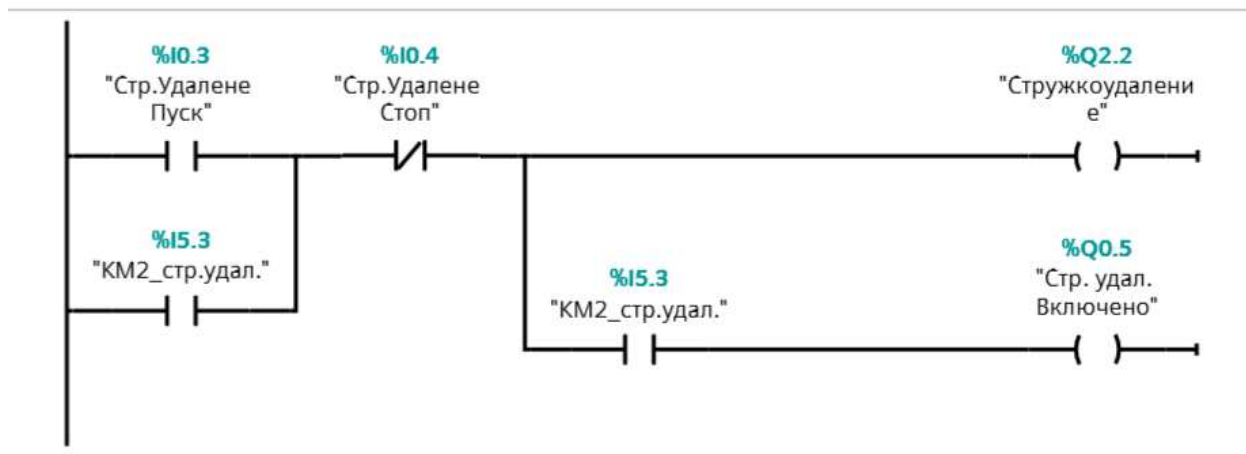 %I0.3
"Стр.Удалене
Пуск"
%I0.4
"Стр.Удалене
Стоп"
%Q2.2
"Стружкоудалени
е"
%I5.3
"КМ2_стр.удал."
%I5.3
"КМ2_стр.удал."
%Q0.5
"Стр. удал.
Включено"